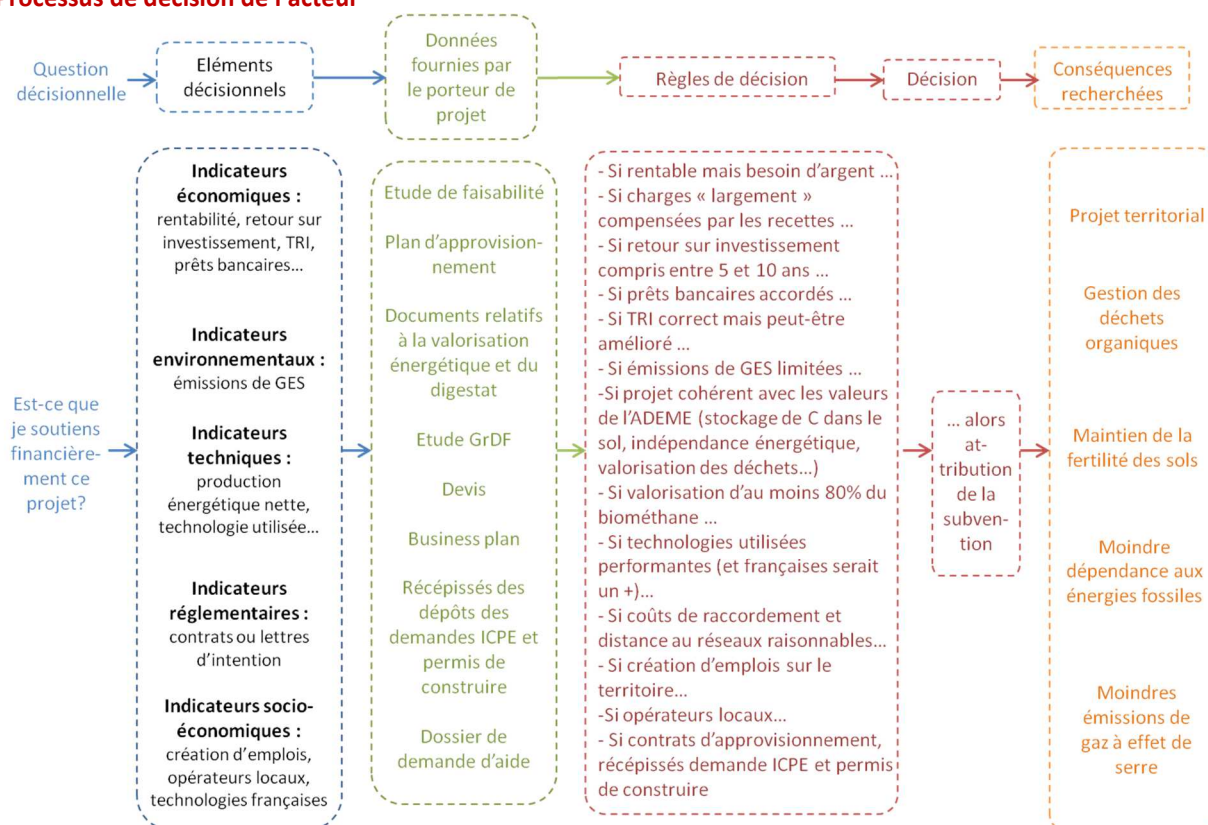 Processus de décision de l'acteur
Question
décisionnelle
Eléments
décisionnels
Données
fournies par
le porteur de
projet
Règles de décision
Décision
Conséquences
recherchées
Est-ce que
je soutiens
financière-
ment ce
projet?
Indicateurs
économiques :
rentabilité, retour sur
investissement, TRI,
prêts bancaires…
Indicateurs
environnementaux :
émissions de GES
Indicateurs
techniques :
production
énergétique nette,
technologie utilisée…
Indicateurs
réglementaires :
contrats ou lettres
d'intention
Indicateurs socio-
économiques :
création d'emplois,
opérateurs locaux,
technologies françaises
Etude de faisabilité
Plan d'approvision-
nement
Documents relatifs
à la valorisation
énergétique et du
digestat
Etude GrDF
Devis
Business plan
Récépissés des
dépôts des
demandes ICPE et
permis de
construire
Dossier de
demande d'aide
- Si rentable mais besoin d'argent …
- Si charges « largement »
compensées par les recettes …
- Si retour sur investissement
compris entre 5 et 10 ans …
- Si prêts bancaires accordés …
- Si TRI correct mais peut-être
amélioré …
- Si émissions de GES limitées …
-Si projet cohérent avec les valeurs
de l'ADEME (stockage de C dans le
sol, indépendance énergétique,
valorisation des déchets…)
- Si valorisation d'au moins 80% du
biométhane …
- Si technologies utilisées
performantes (et françaises serait
un +)…
- Si coûts de raccordement et
distance au réseaux raisonnables…
- Si création d'emplois sur le
territoire…
-Si opérateurs locaux…
- Si contrats d'approvisionnement,
récépissés demande ICPE et permis
de construire
… alors
at-
tribution
de la
subven-
tion
Projet territorial
Gestion des
déchets
organiques
Maintien de la
fertilité des sols
Moindre
dépendance aux
énergies fossiles
Moindres
émissions de
gaz à effet de
serre